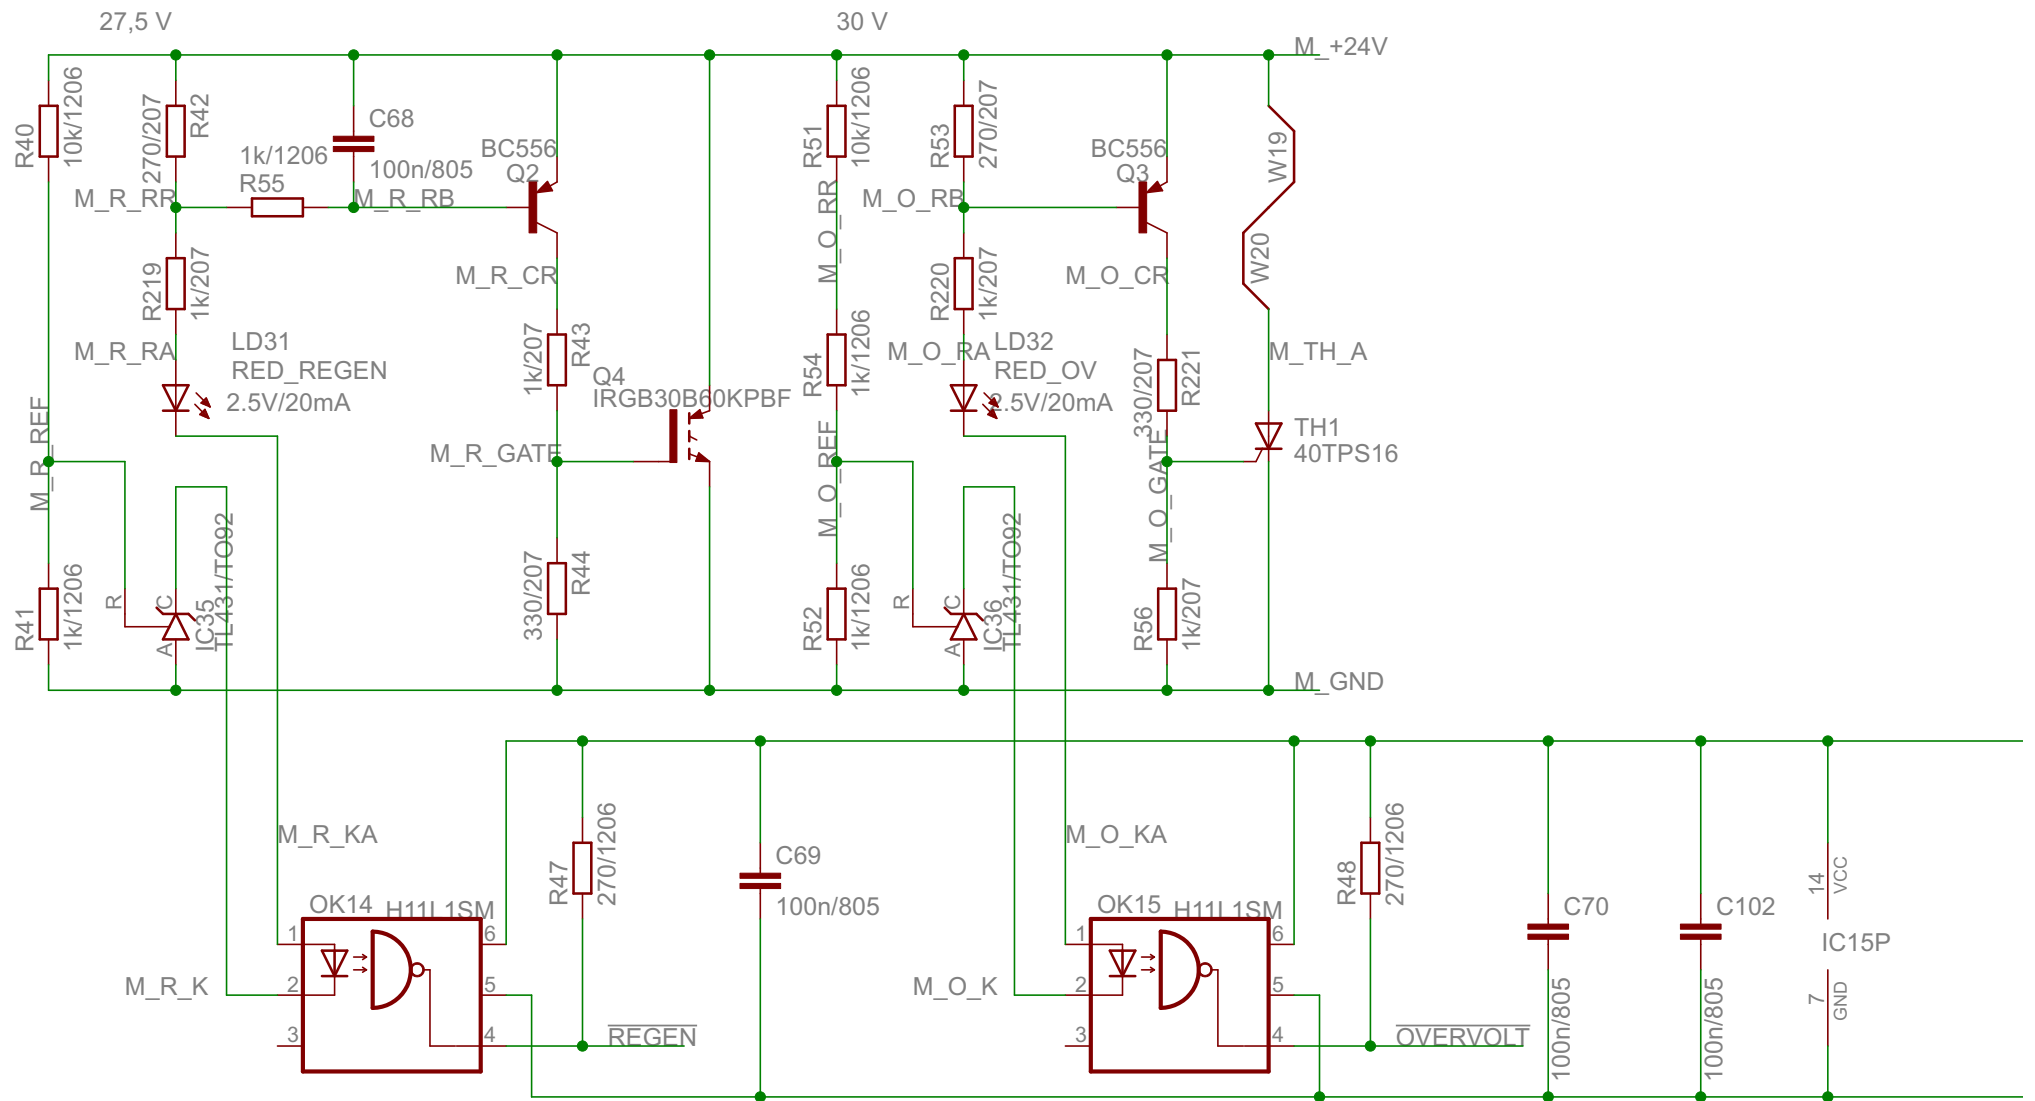 27,5 V
30 V
M_+24V
R40
10k/1206
270/207
R42
C68
100n/805
1k/1206
R55
M_R_RR
M_R_RB
BC556
Q2
R51
10k/1206
R53
270/207
BC556
Q3
W19
W20
M_O_RR
M_O_RB
R219
1k/207
M_R_CR
R220
1k/207
M_O_CR
M_R_RA
LD31
RED_REGEN
2.5V/20mA
1k/207
R43
Q4
IRGB30B60KPBF
R54
1k/1206
M_O_RA
LD32
RED_OV
2.5V/20mA
330/207
R221
M_TH_A
TH1
40TPS16
M_R_REF
M_R_GATE
M_O_REF
M_O_GATE
R41
1k/1206
R
C
A
IC35
TL431/TO92
330/207
R44
R52
1k/1206
R
C
A
IC36
TL431/TO92
R56
1k/207
M_GND
M_R_KA
R47
270/1206
C69
100n/805
M_O_KA
R48
270/1206
OK14
H11L1SM
1
2
3
6
5
4
M_R_K
REGEN
OK15
H11L1SM
1
2
3
6
5
4
M_O_K
OVERVOLT
C70
100n/805
C102
100n/805
14
VCC
IC15P
7
GND